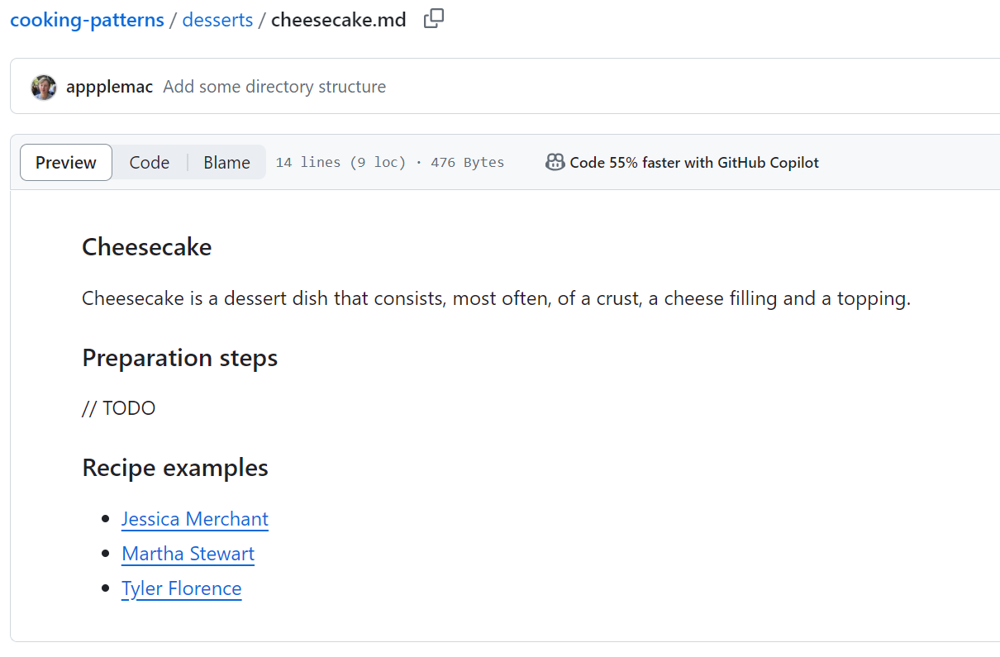 cooking-patterns / desserts / cheesecake.md
appplemac Add some directory structure
Preview Code Blame 14 lines (9 loc) · 476 Bytes Code 55% faster with GitHub Copilot
Cheesecake
Cheesecake is a dessert dish that consists, most often, of a crust, a cheese filling and a topping.
Preparation steps
// TODO
Recipe examples
• Jessica Merchant
• Martha Stewart
• Tyler Florence